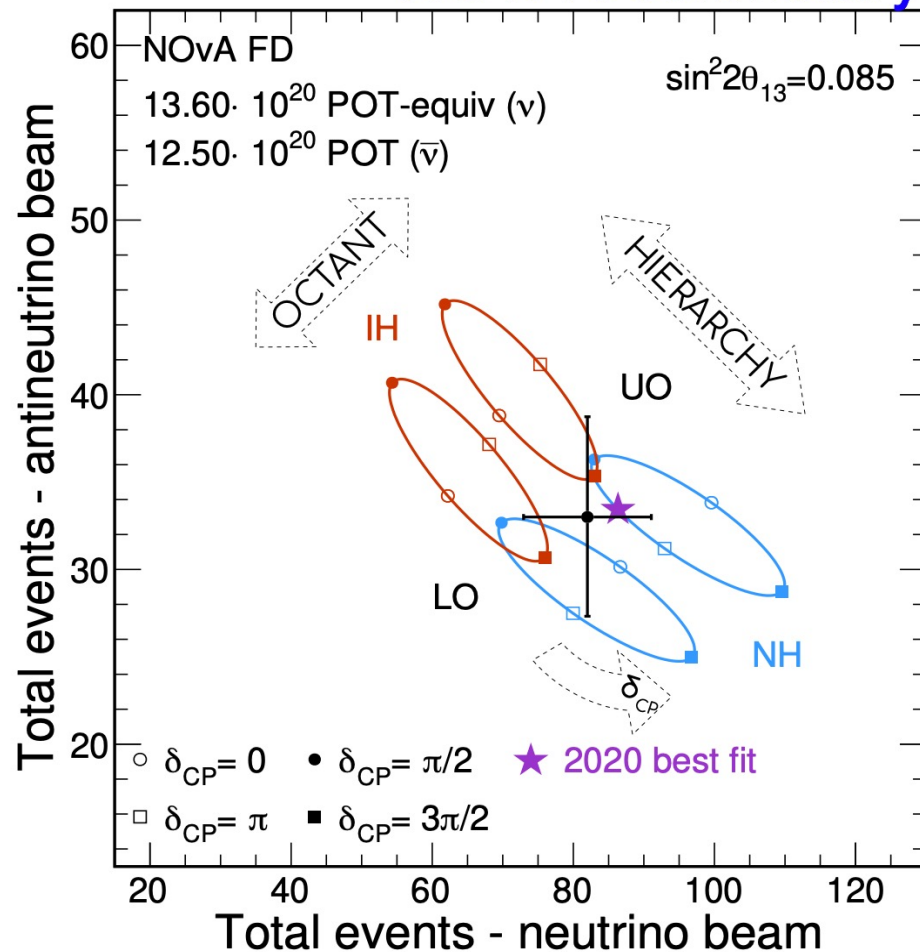 NOvA FD
13.60· 10²⁰ POT-equiv (ν)
12.50· 10²⁰ POT (ν̅)
sin²2θ₁₃=0.085
OCTANT
HIERARCHY
IH
UO
LO
NH
δCP
○ δCP= 0 ● δCP= π/2 ★ 2020 best fit
□ δCP= π ■ δCP= 3π/2
60
50
40
30
20
20 40 60 80 100 120
Total events - neutrino beam
Total events - antineutrino beam